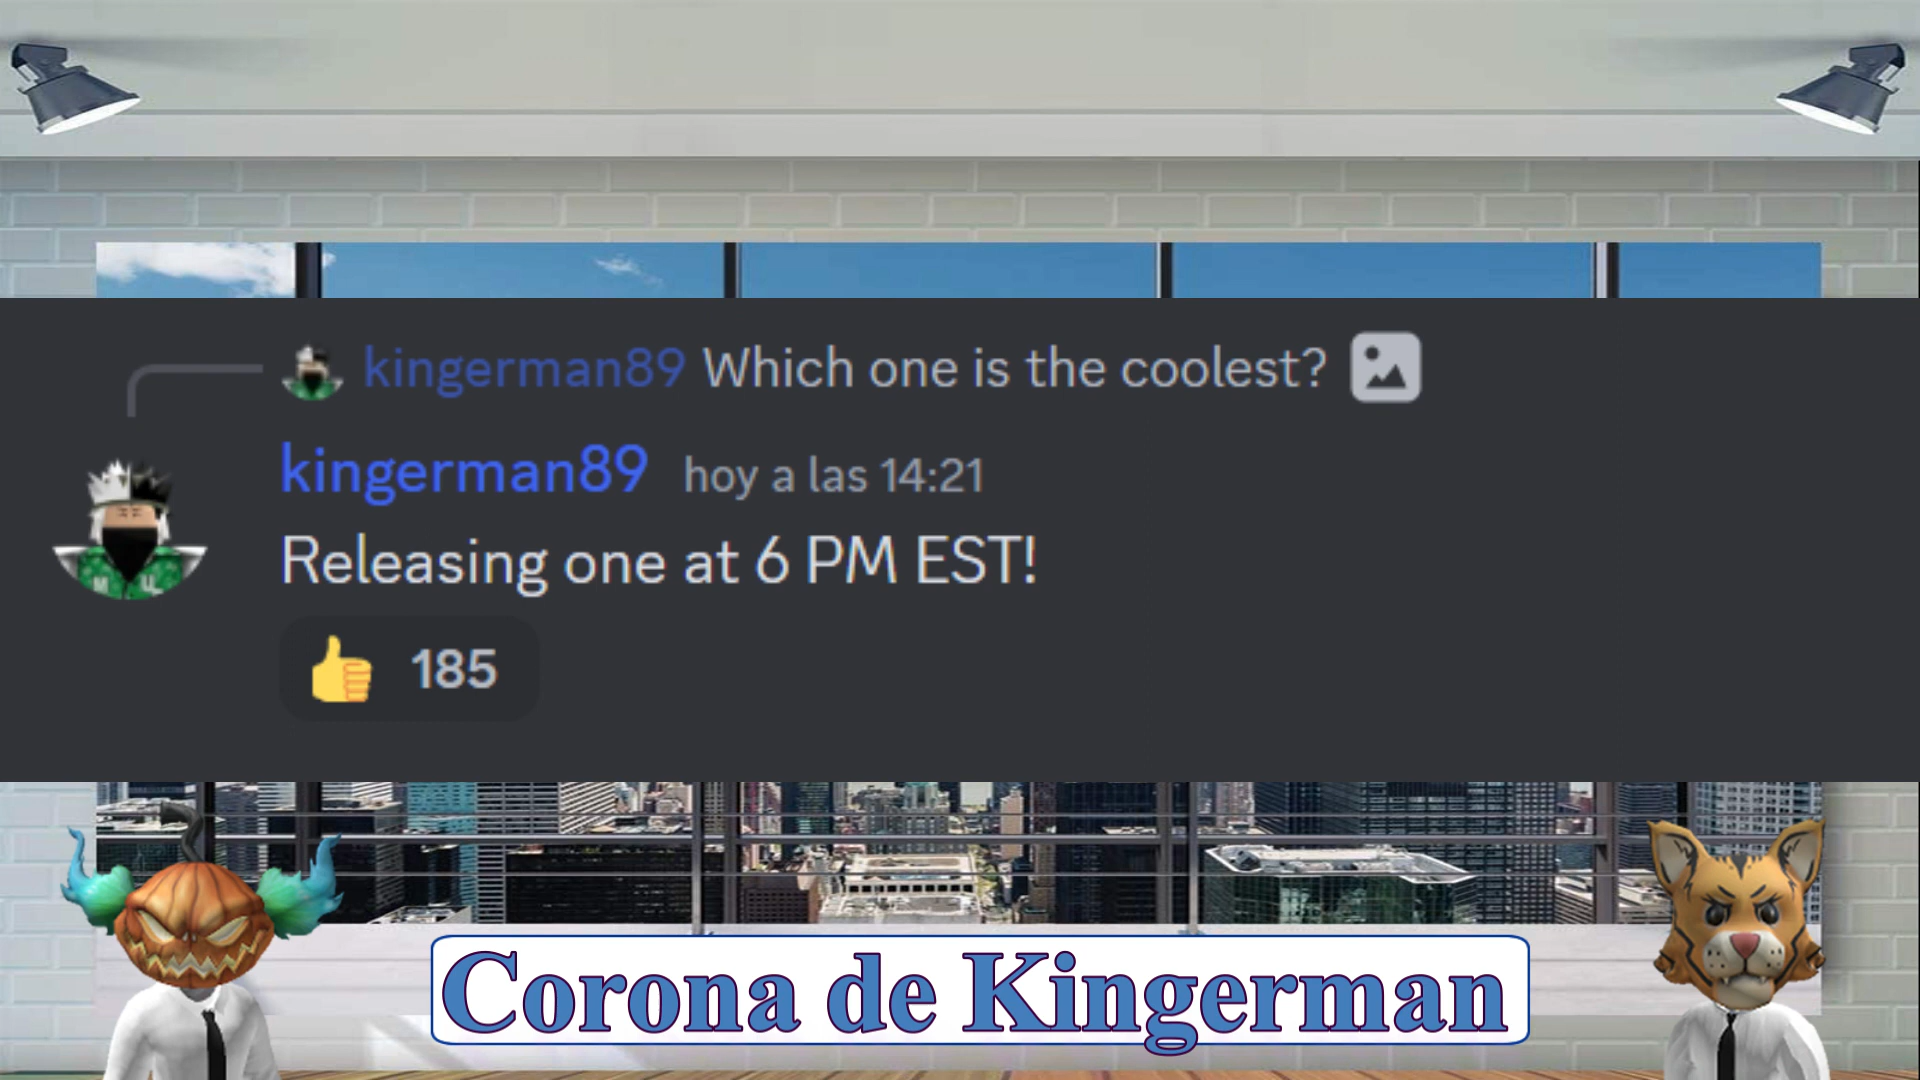 kingerman89 Which one is the coolest?
kingerman89 hoy a las 14:21
Releasing one at 6 PM EST!
👍 185
Corona de Kingerman